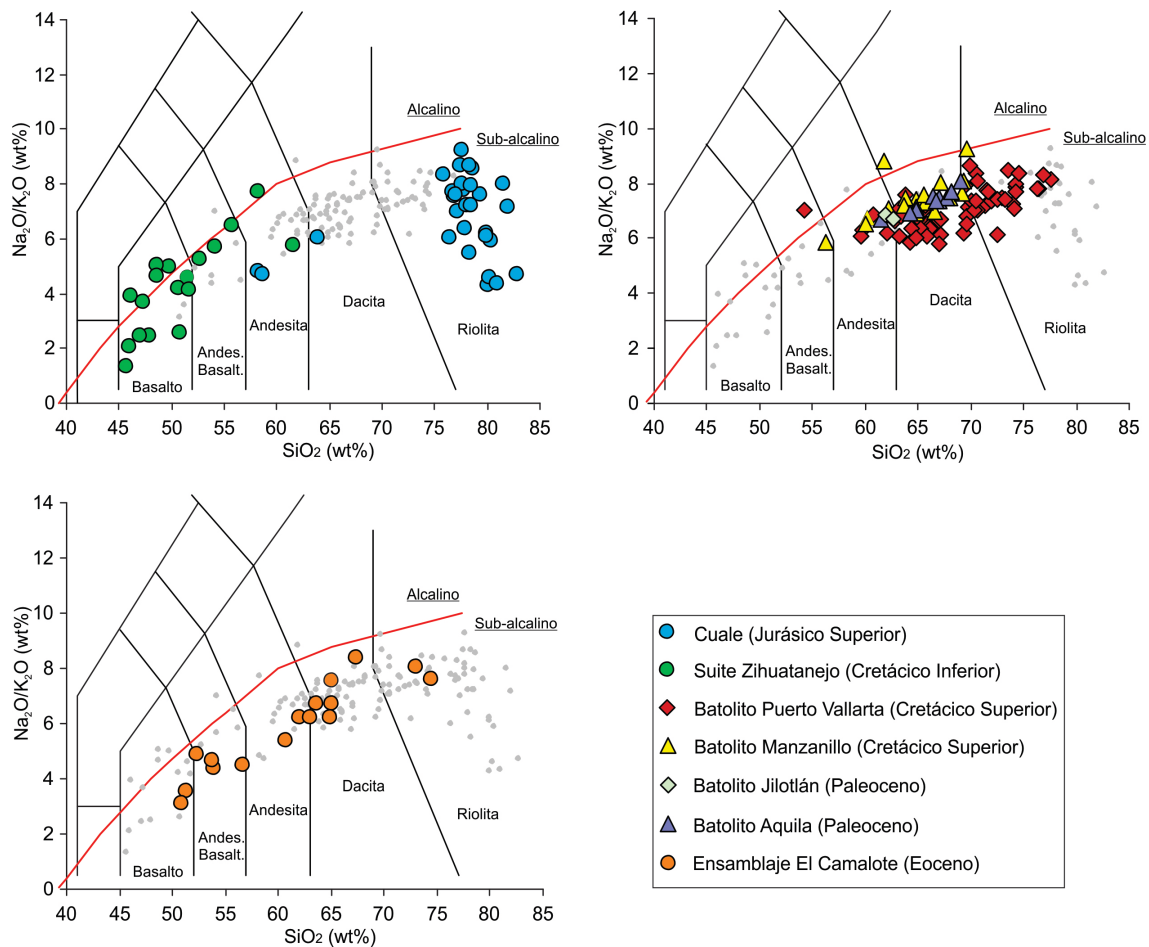 14
12
10
8
6
4
2
0
Na2O/K2O (wt%)
Alcalino
Sub-alcalino
Dacita
Andesita
Riolita
Andes.
Basalt.
Basalto
40 45 50 55 60 65 70 75 80 85
SiO2 (wt%)
14
12
10
8
6
4
2
0
Na2O/K2O (wt%)
Alcalino
Sub-alcalino
Dacita
Andesita
Riolita
Andes.
Basalt.
Basalto
40 45 50 55 60 65 70 75 80 85
SiO2 (wt%)
14
12
10
8
6
4
2
0
Na2O/K2O (wt%)
Alcalino
Sub-alcalino
Dacita
Andesita
Riolita
Andes.
Basalt.
Basalto
40 45 50 55 60 65 70 75 80 85
SiO2 (wt%)
Cuale (Jurásico Superior)
Suite Zihuatanejo (Cretácico Inferior)
Batolito Puerto Vallarta (Cretácico Superior)
Batolito Manzanillo (Cretácico Superior)
Batolito Jilotlán (Paleoceno)
Batolito Aquila (Paleoceno)
Ensamblaje El Camalote (Eoceno)